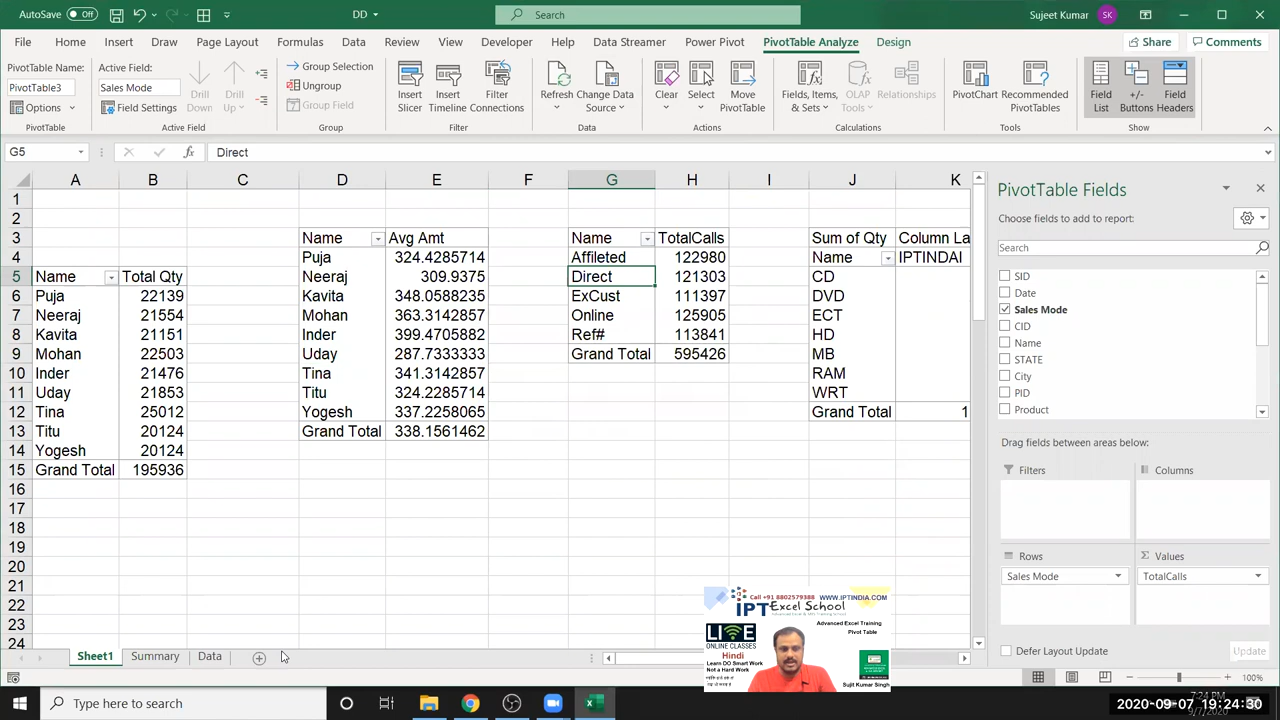 AutoSave Off
DD
Search
Sujeet Kumar SK
File Home Insert Draw Page Layout Formulas Data Review View Developer Help Data Streamer Power Pivot PivotTable Analyze Design Share Comments
PivotTable Name: Active Field:
PivotTable3 Sales Mode
Options Field Settings
Drill Down Drill Up
Group Selection
Ungroup
Group Field
Insert Slicer Insert Timeline Filter Connections
Refresh Change Data Source
Clear Select Move PivotTable
Fields, Items, & Sets OLAP Tools Relationships
PivotChart Recommended PivotTables
Field List +/- Buttons Field Headers
PivotTable Active Field Group Filter Data Actions Calculations Tools Show
G5 fx Direct
A B C D E F G H I J K
1
2
3 Name Avg Amt Name TotalCalls Sum of Qty Column La
4 Puja 324.4285714 Affileted 122980 Name IPTINDAI
5 Name Total Qty Neeraj 309.9375 Direct 121303 CD
6 Puja 22139 Kavita 348.0588235 ExCust 111397 DVD
7 Neeraj 21554 Mohan 363.3142857 Online 125905 ECT
8 Kavita 21151 Inder 399.4705882 Ref# 113841 HD
9 Mohan 22503 Uday 287.7333333 Grand Total 595426 MB
10 Inder 21476 Tina 341.3142857 RAM
11 Uday 21853 Titu 324.2285714 WRT
12 Tina 25012 Yogesh 337.2258065 Grand Total 1
13 Titu 20124 Grand Total 338.1561462
14 Yogesh 20124
15 Grand Total 195936
16
17
18
19
20
21
22
23
24
PivotTable Fields
Choose fields to add to report:
Search
SID
Date
Sales Mode
CID
Name
STATE
City
PID
Product
Drag fields between areas below:
Filters Columns
Rows Σ Values
Sales Mode TotalCalls
Defer Layout Update Update
Call +91 8802579388 WWW.IPTINDIA.COM
IPT Excel School
Advanced Excel Training
Pivot Table
LIVE
ONLINE CLASSES
Hindi
Learn DO Smart Work
Not a Hard Work
Sujit Kumar Singh
Sheet1 Summary Data
100%
Type here to search
7:24 PM
9/7/2020
2020-09-07 19:24:30